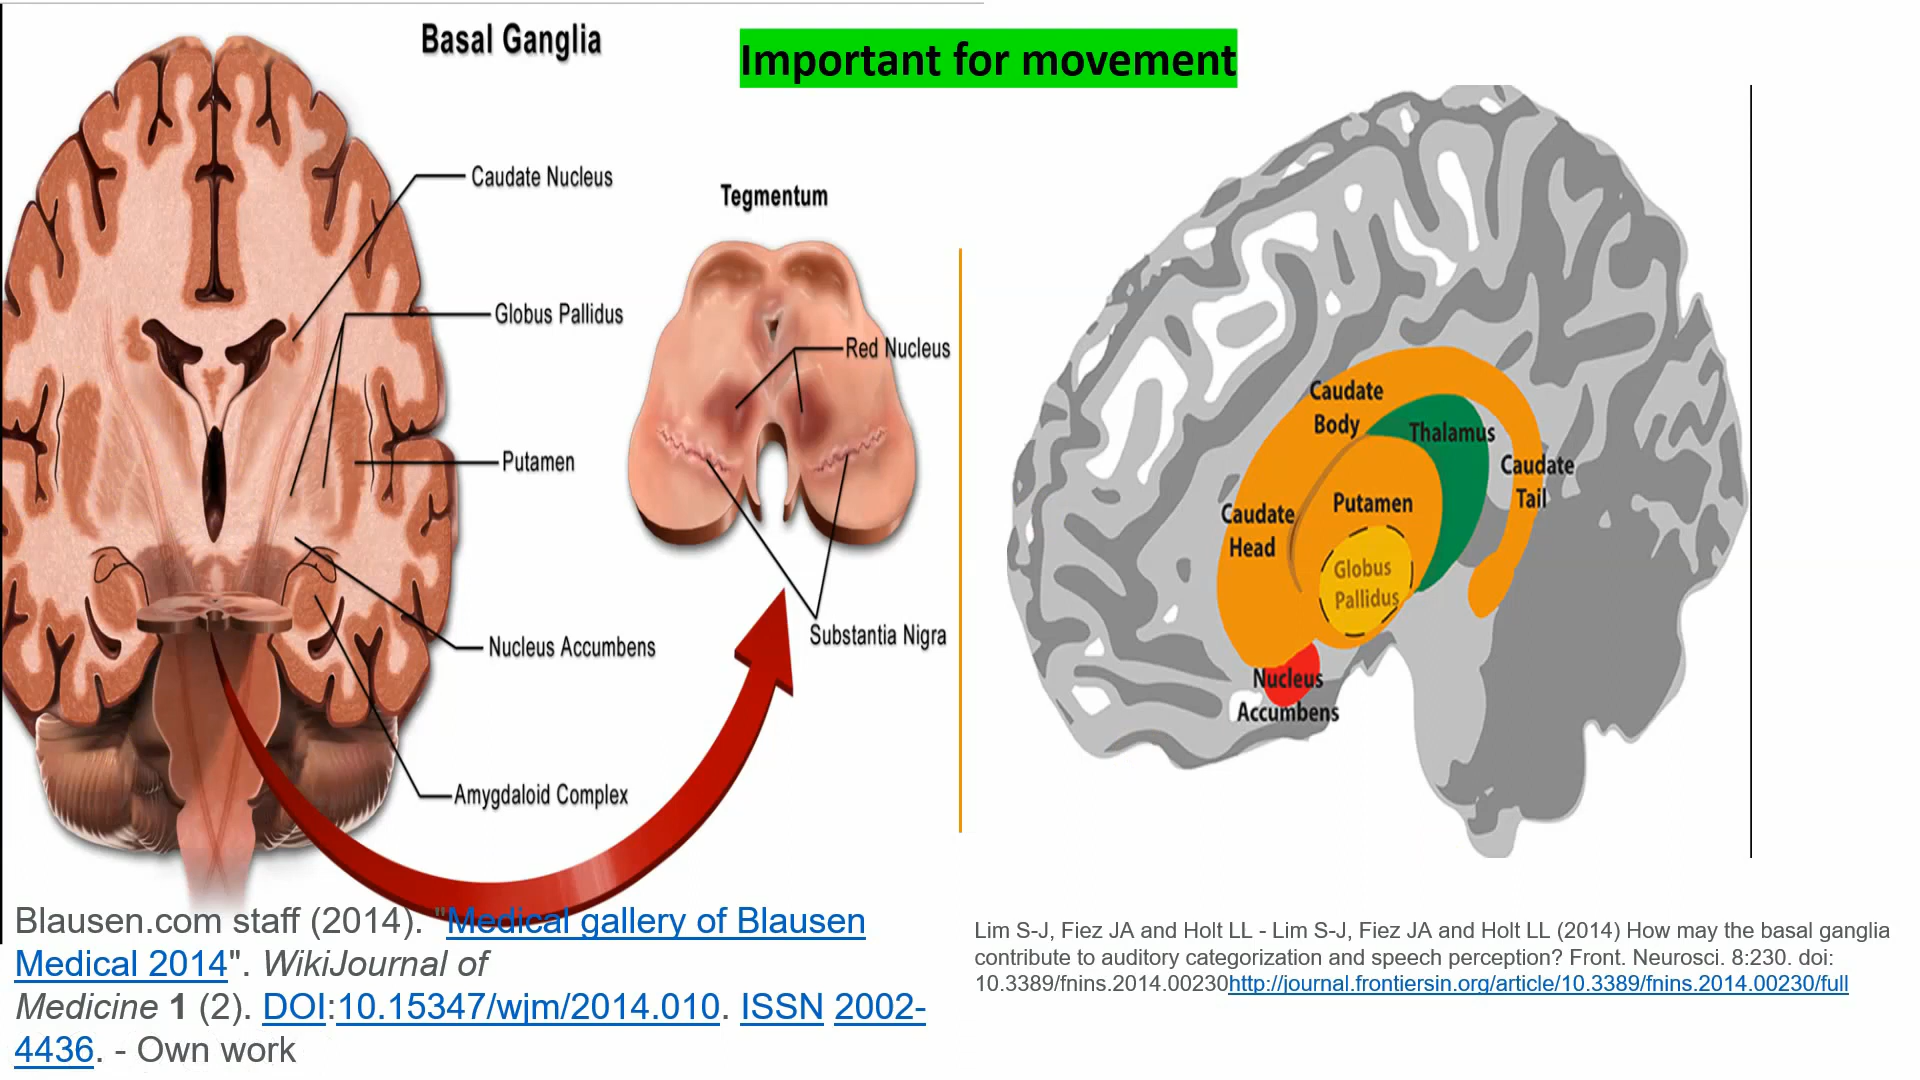 Basal Ganglia
Important for movement
Caudate Nucleus
Globus Pallidus
Putamen
Nucleus Accumbens
Amygdaloid Complex
Tegmentum
Red Nucleus
Substantia Nigra
Caudate
Body
Thalamus
Caudate
Tail
Putamen
Caudate
Head
Globus
Pallidus
Nucleus
Accumbens
Blausen.com staff (2014). "Medical gallery of Blausen
Medical 2014". WikiJournal of
Medicine 1 (2). DOI:10.15347/wjm/2014.010. ISSN 2002-
4436. - Own work
Lim S-J, Fiez JA and Holt LL - Lim S-J, Fiez JA and Holt LL (2014) How may the basal ganglia
contribute to auditory categorization and speech perception? Front. Neurosci. 8:230. doi:
10.3389/fnins.2014.00230http://journal.frontiersin.org/article/10.3389/fnins.2014.00230/full